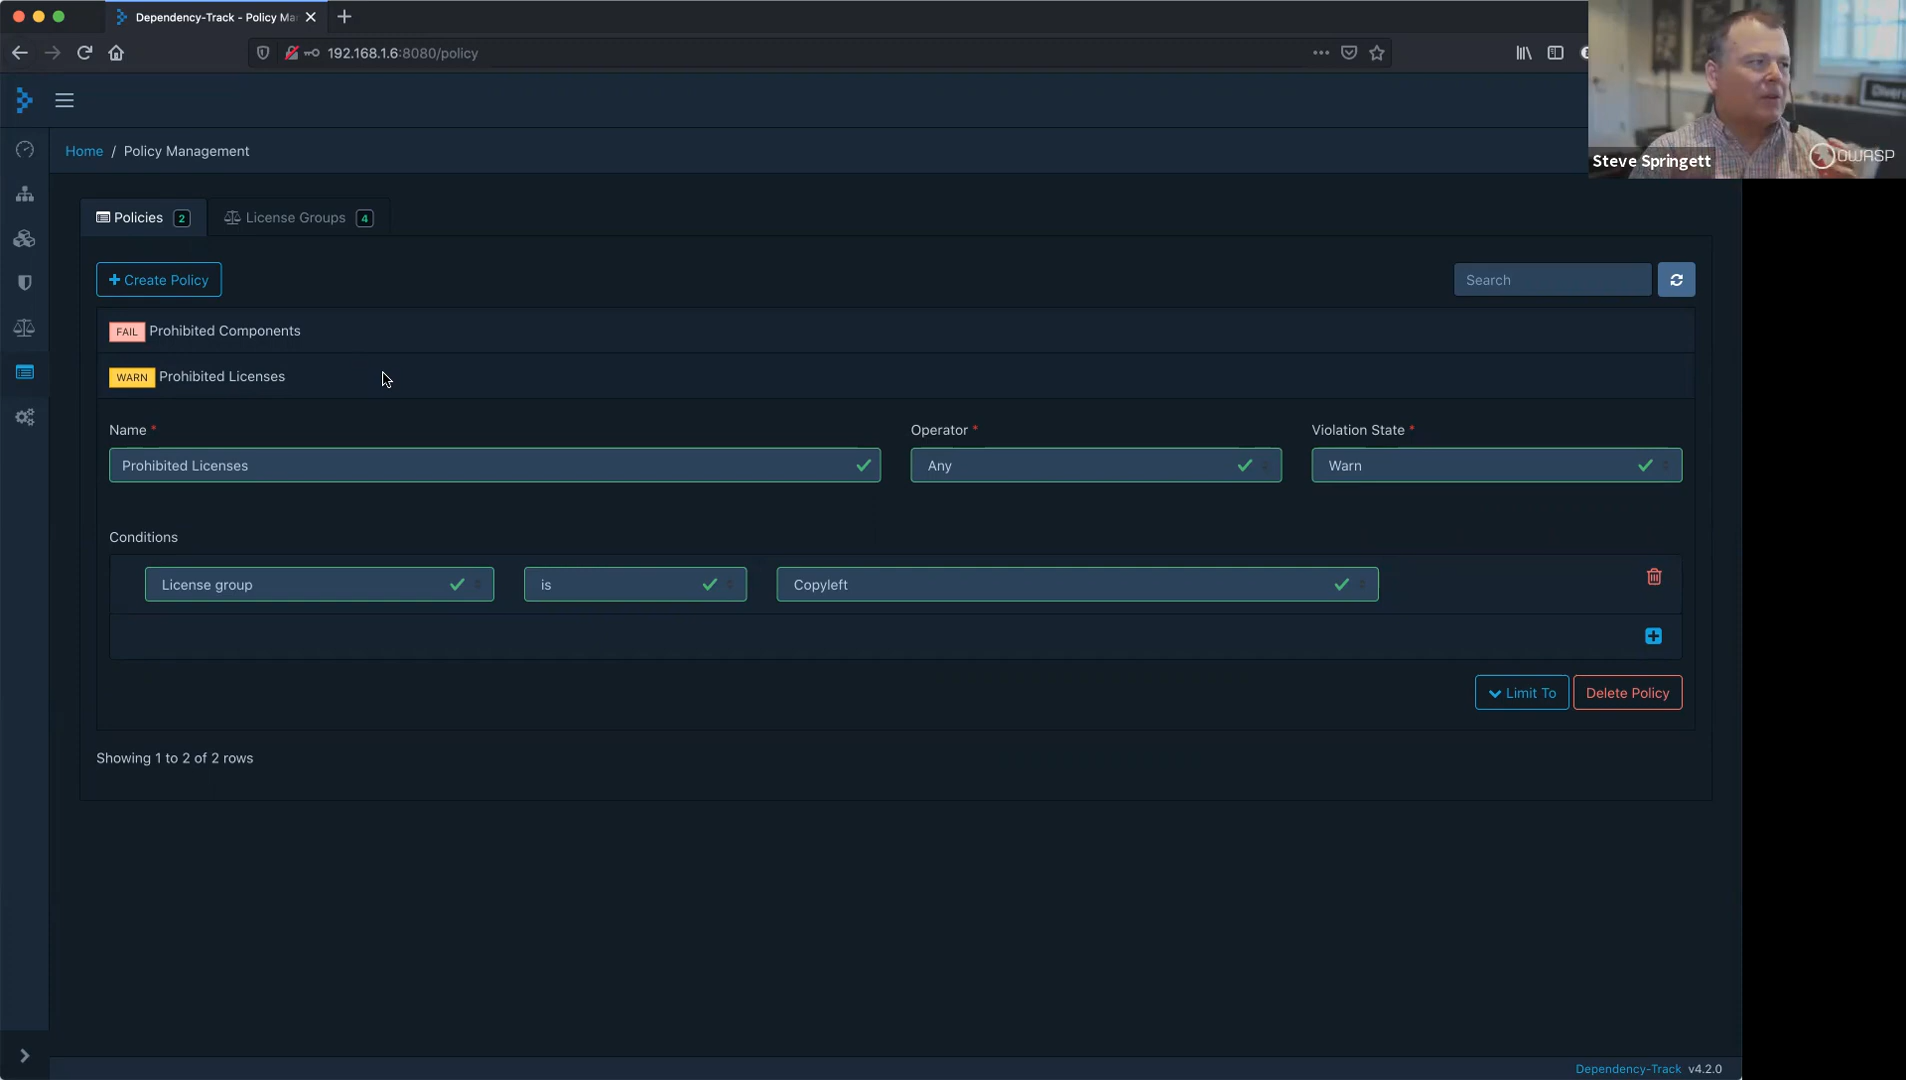 Dependency-Track - Policy Ma
192.168.1.6:8080/policy
Steve Springett
OWASP
Home / Policy Management
Policies 2
License Groups 4
Create Policy
Search
FAIL Prohibited Components
WARN Prohibited Licenses
Name * Operator * Violation State *
Prohibited Licenses Any Warn
Conditions
License group is Copyleft
Limit To Delete Policy
Showing 1 to 2 of 2 rows
Dependency-Track v4.2.0